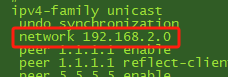 ipv4-family unicast
undo synchronization
network 192.168.2.0
peer 1.1.1.1 enable
peer 1.1.1.1 reflect-client
peer 5.5.5.5 enable